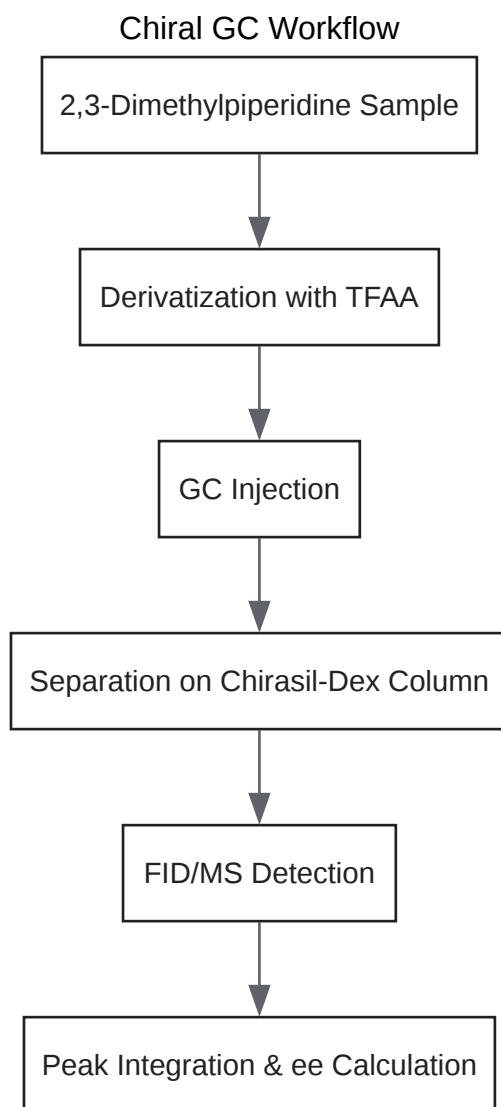 Chiral GC Workflow
2,3-Dimethylpiperidine Sample
Derivatization with TFAA
GC Injection
Separation on Chirasil-Dex Column
FID/MS Detection
Peak Integration & ee Calculation